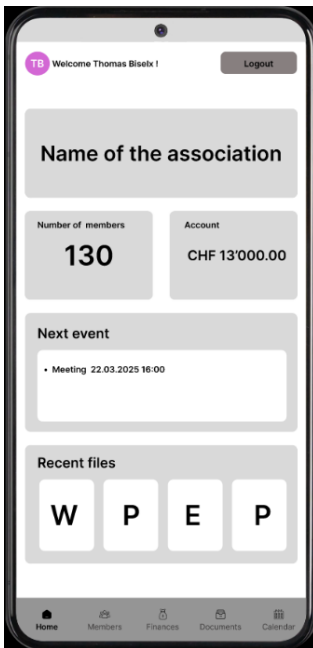 TB Welcome Thomas Biselx ! Logout
Name of the association
Number of members Account
130 CHF 13’000.00
Next event
• Meeting 22.03.2025 16:00
Recent files
W P E P
Home Members Finances Documents Calendar